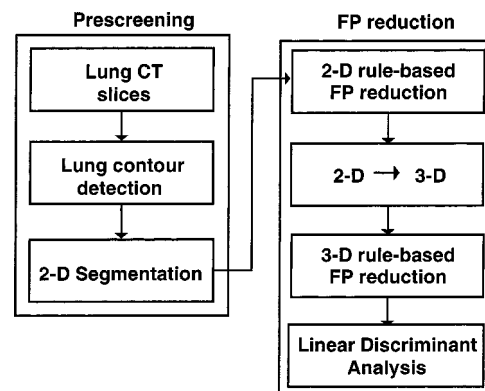 Prescreening
Lung CT
slices
Lung contour
detection
2-D Segmentation
FP reduction
2-D rule-based
FP reduction
2-D → 3-D
3-D rule-based
FP reduction
Linear Discriminant
Analysis